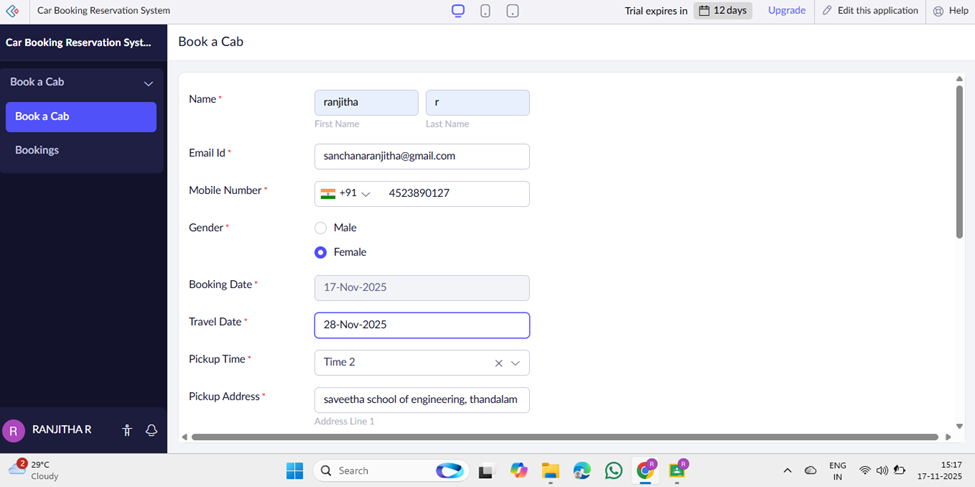 Car Booking Reservation System
Trial expires in 12 days Upgrade Edit this application Help
Car Booking Reservation Syst...
Book a Cab
Book a Cab
Book a Cab
Bookings
Name * ranjitha r
First Name Last Name
Email Id * sanchanaranjitha@gmail.com
Mobile Number * +91 4523890127
Gender * Male
Female
Booking Date * 17-Nov-2025
Travel Date * 28-Nov-2025
Pickup Time * Time 2
Pickup Address * saveetha school of engineering, thandalam
Address Line 1
R RANJITHA R
2 29°C
Cloudy
Search
R
R
ENG
IN
15:17
17-11-2025